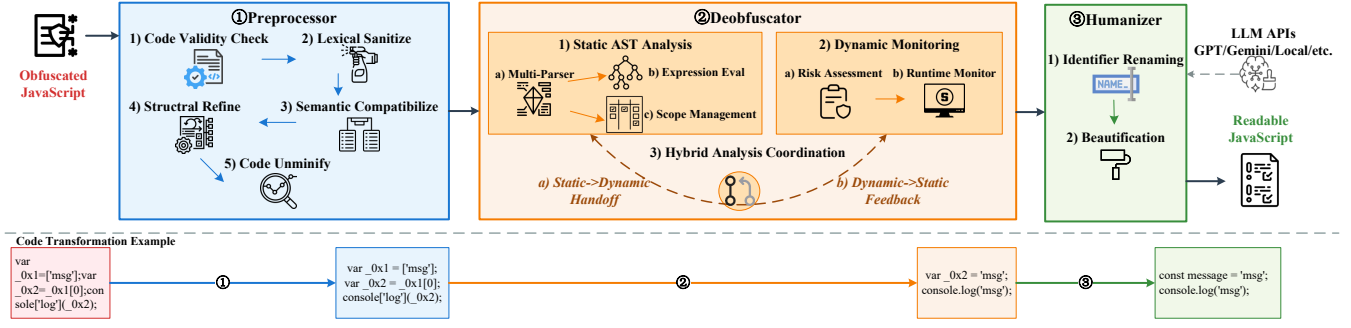 Obfuscated
JavaScript
①Preprocessor
1) Code Validity Check
2) Lexical Sanitize
4) Structral Refine
3) Semantic Compatibilize
5) Code Unminify
②Deobfuscator
1) Static AST Analysis
a) Multi-Parser
b) Expression Eval
c) Scope Management
2) Dynamic Monitoring
a) Risk Assessment
b) Runtime Monitor
3) Hybrid Analysis Coordination
a) Static->Dynamic
Handoff
b) Dynamic->Static
Feedback
③Humanizer
1) Identifier Renaming
NAME_
2) Beautification
LLM APIs
GPT/Gemini/Local/etc.
Readable
JavaScript
Code Transformation Example
var
_0x1=['msg'];var
_0x2=_0x1[0];con
sole['log'](_0x2);
①
var _0x1 = ['msg'];
var _0x2 = _0x1[0];
console['log'](_0x2);
②
var _0x2 = 'msg';
console.log('msg');
③
const message = 'msg';
console.log('msg');